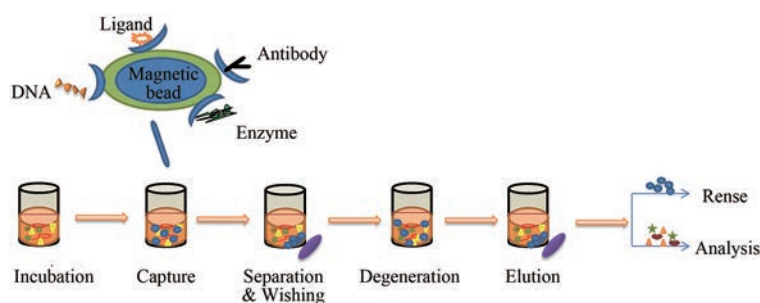 Ligand
Antibody
Magnetic
bead
DNA
Enzyme
Rense
Analysis
Incubation
Capture
Separation
& Wishing
Degeneration
Elution